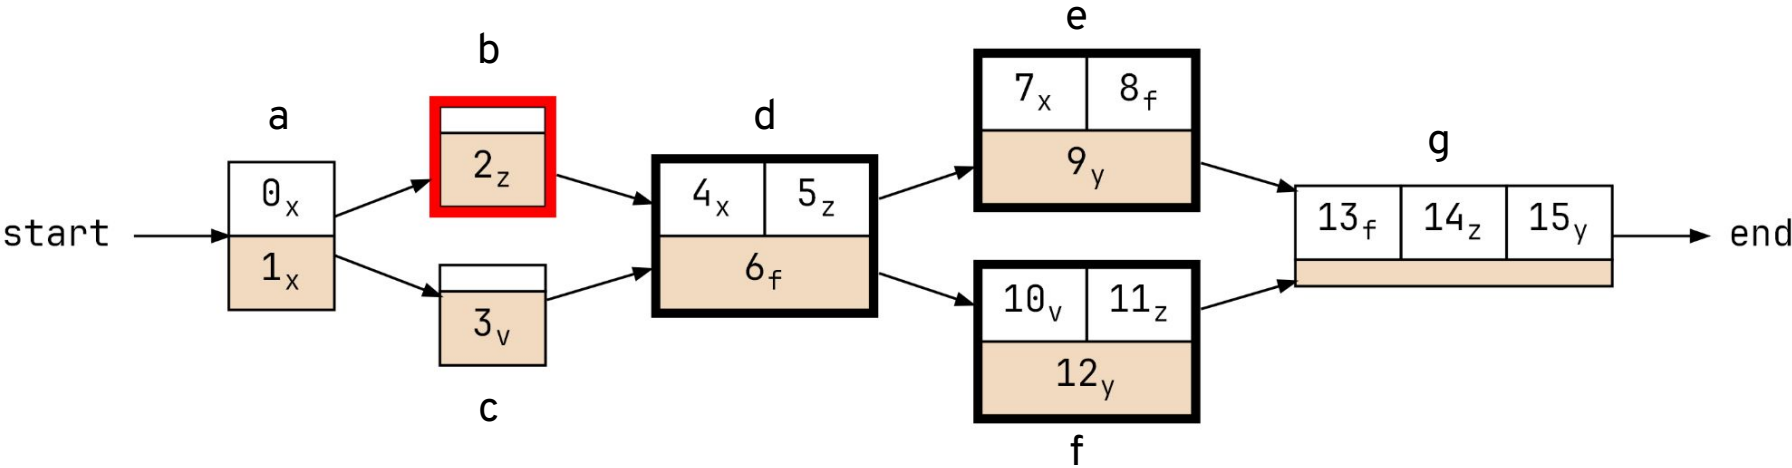 e
b
7x 8f
a
d
9y
g
2z
0x
4x 5z
13f 14z 15y
start
end
1x
6f
3v
10v 11z
12y
c
f